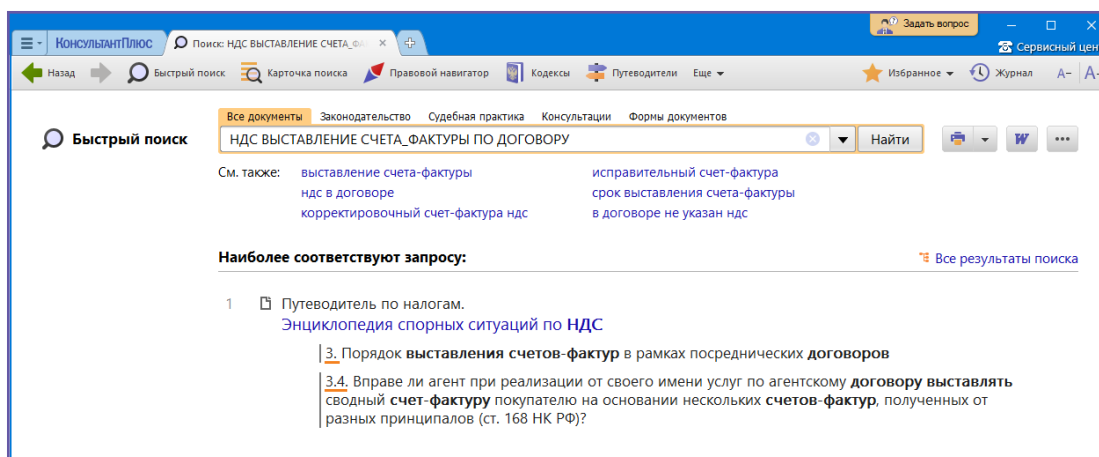 Задать вопрос
КонсультантПлюс Поиск: НДС ВЫСТАВЛЕНИЕ СЧЕТА_
Сервисный цен
Назад Быстрый поиск Карточка поиска Правовой навигатор Кодексы Путеводители Еще Избранное Журнал A- A-
Все документы Законодательство Судебная практика Консультации Формы документов
Быстрый поиск НДС ВЫСТАВЛЕНИЕ СЧЕТА_ФАКТУРЫ ПО ДОГОВОРУ Найти W
См. также: выставление счета-фактуры исправительный счет-фактура
ндс в договоре срок выставления счета-фактуры
корректировочный счет-фактура ндс в договоре не указан ндс
Наиболее соответствуют запросу: Все результаты поиска
1 Путеводитель по налогам.
Энциклопедия спорных ситуаций по НДС
3. Порядок выставления счетов-фактур в рамках посреднических договоров
3.4. Вправе ли агент при реализации от своего имени услуг по агентскому договору выставлять
сводный счет-фактуру покупателю на основании нескольких счетов-фактур, полученных от
разных принципалов (ст. 168 НК РФ)?